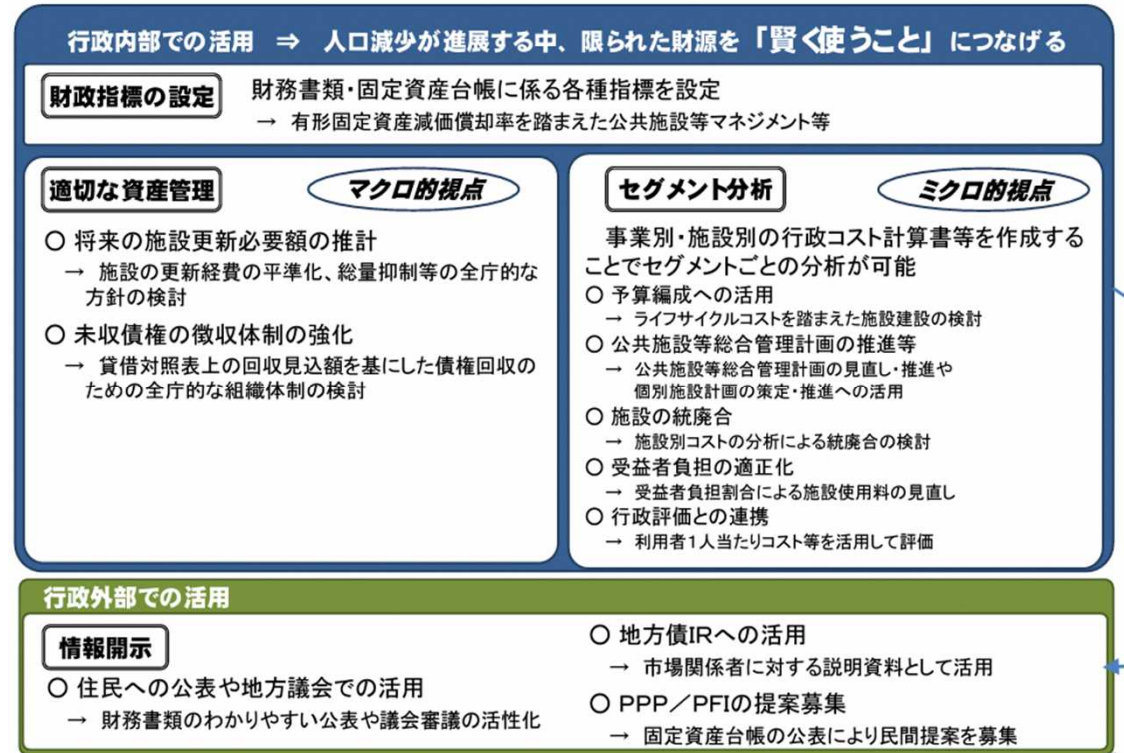 行政内部での活用 ⇒ 人口減少が進展する中、限られた財源を「賢く使うこと」につなげる
財政指標の設定
財務書類・固定資産台帳に係る各種指標を設定
→ 有形固定資産減価償却率を踏まえた公共施設等マネジメント等
適切な資産管理
マクロ的視点
○ 将来の施設更新必要額の推計
→ 施設の更新経費の平準化、総量抑制等の全庁的な
方針の検討
○ 未収債権の徴収体制の強化
→ 貸借対照表上の回収見込額を基にした債権回収の
ための全庁的な組織体制の検討
セグメント分析
ミクロ的視点
事業別・施設別の行政コスト計算書等を作成する
ことでセグメントごとの分析が可能
○ 予算編成への活用
→ ライフサイクルコストを踏まえた施設建設の検討
○ 公共施設等総合管理計画の推進等
→ 公共施設等総合管理計画の見直し・推進や
個別施設計画の策定・推進への活用
○ 施設の統廃合
→ 施設別コストの分析による統廃合の検討
○ 受益者負担の適正化
→ 受益者負担割合による施設使用料の見直し
○ 行政評価との連携
→ 利用者1人当たりコスト等を活用して評価
行政外部での活用
情報開示
○ 住民への公表や地方議会での活用
→ 財務書類のわかりやすい公表や議会審議の活性化
○ 地方債IRへの活用
→ 市場関係者に対する説明資料として活用
○ PPP/PFIの提案募集
→ 固定資産台帳の公表により民間提案を募集